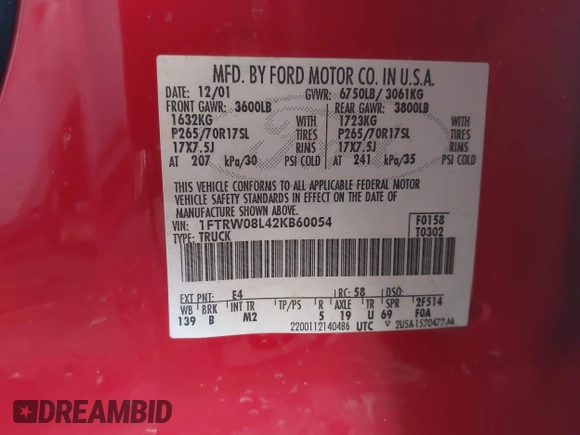 MFD. BY FORD MOTOR CO. IN U.S.A.
DATE: 12/01 GVWR: 6750LB/ 3061KG
FRONT GAWR: 3600LB REAR GAWR: 3800LB
1632KG WITH 1723KG WITH
P265/70R17SL TIRES P265/70R17SL TIRES
17X7.5J RIMS 17X7.5J RIMS
AT 207 kPa/30 PSI COLD AT 241 kPa/35 PSI COLD
THIS VEHICLE CONFORMS TO ALL APPLICABLE FEDERAL MOTOR
VEHICLE SAFETY STANDARDS IN EFFECT ON THE DATE OF
MANUFACTURE SHOWN ABOVE.
VIN: 1FTRW08L42KB60054 F0158
TYPE: TRUCK T0302
EXT PNT: E4 RC: 58 DSO:
WB BRK INT TR TP/PS R AXLE TR SPR 2F514
139 B M2 5 19 U 69 F0A
2200112140486 UTC
DREAMBID